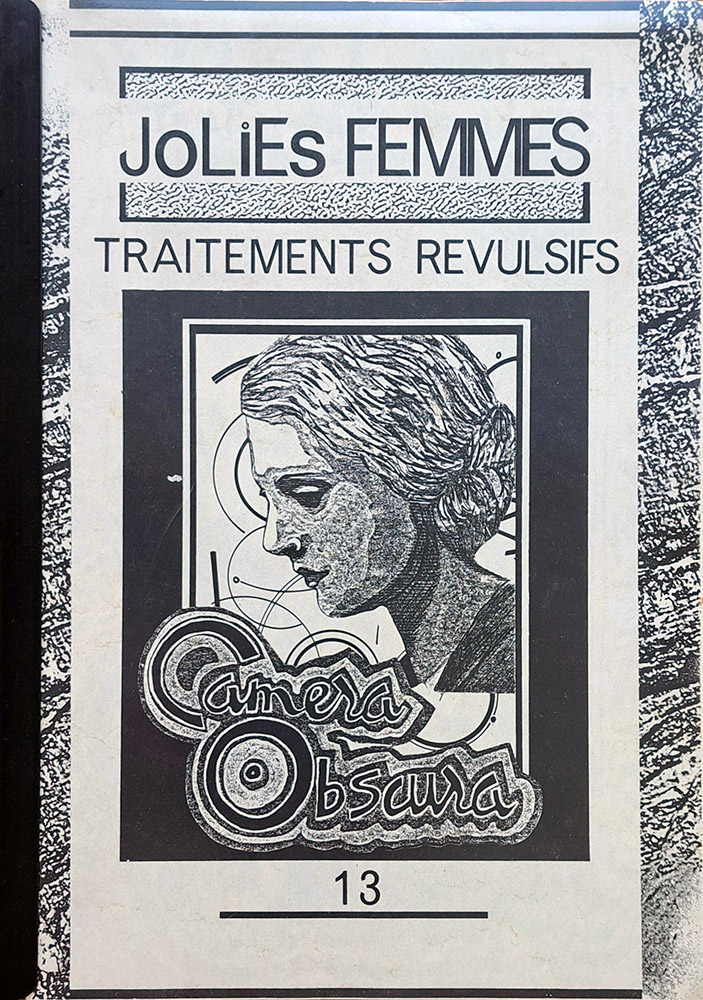 JoLiEs FEMMES
TRAITEMENTS REVULSIFS
Camera
Obscura
13